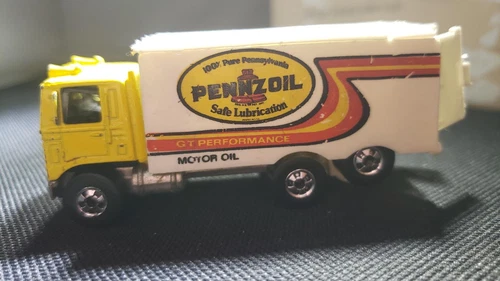 100% Pure Pennsylvania
PENNZOIL
Safe Lubrication
GT PERFORMANCE
MOTOR OIL